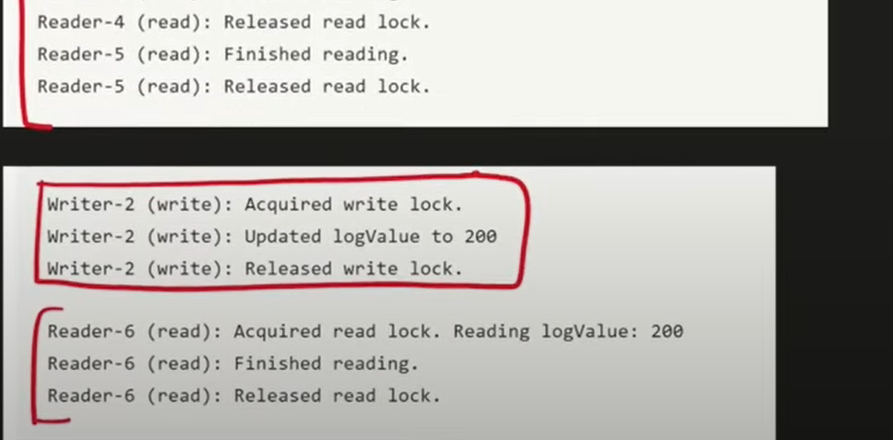 Reader-4 (read): Released read lock.
Reader-5 (read): Finished reading.
Reader-5 (read): Released read lock.
Writer-2 (write): Acquired write lock.
Writer-2 (write): Updated logValue to 200
Writer-2 (write): Released write lock.
Reader-6 (read): Acquired read lock. Reading logValue: 200
Reader-6 (read): Finished reading.
Reader-6 (read): Released read lock.